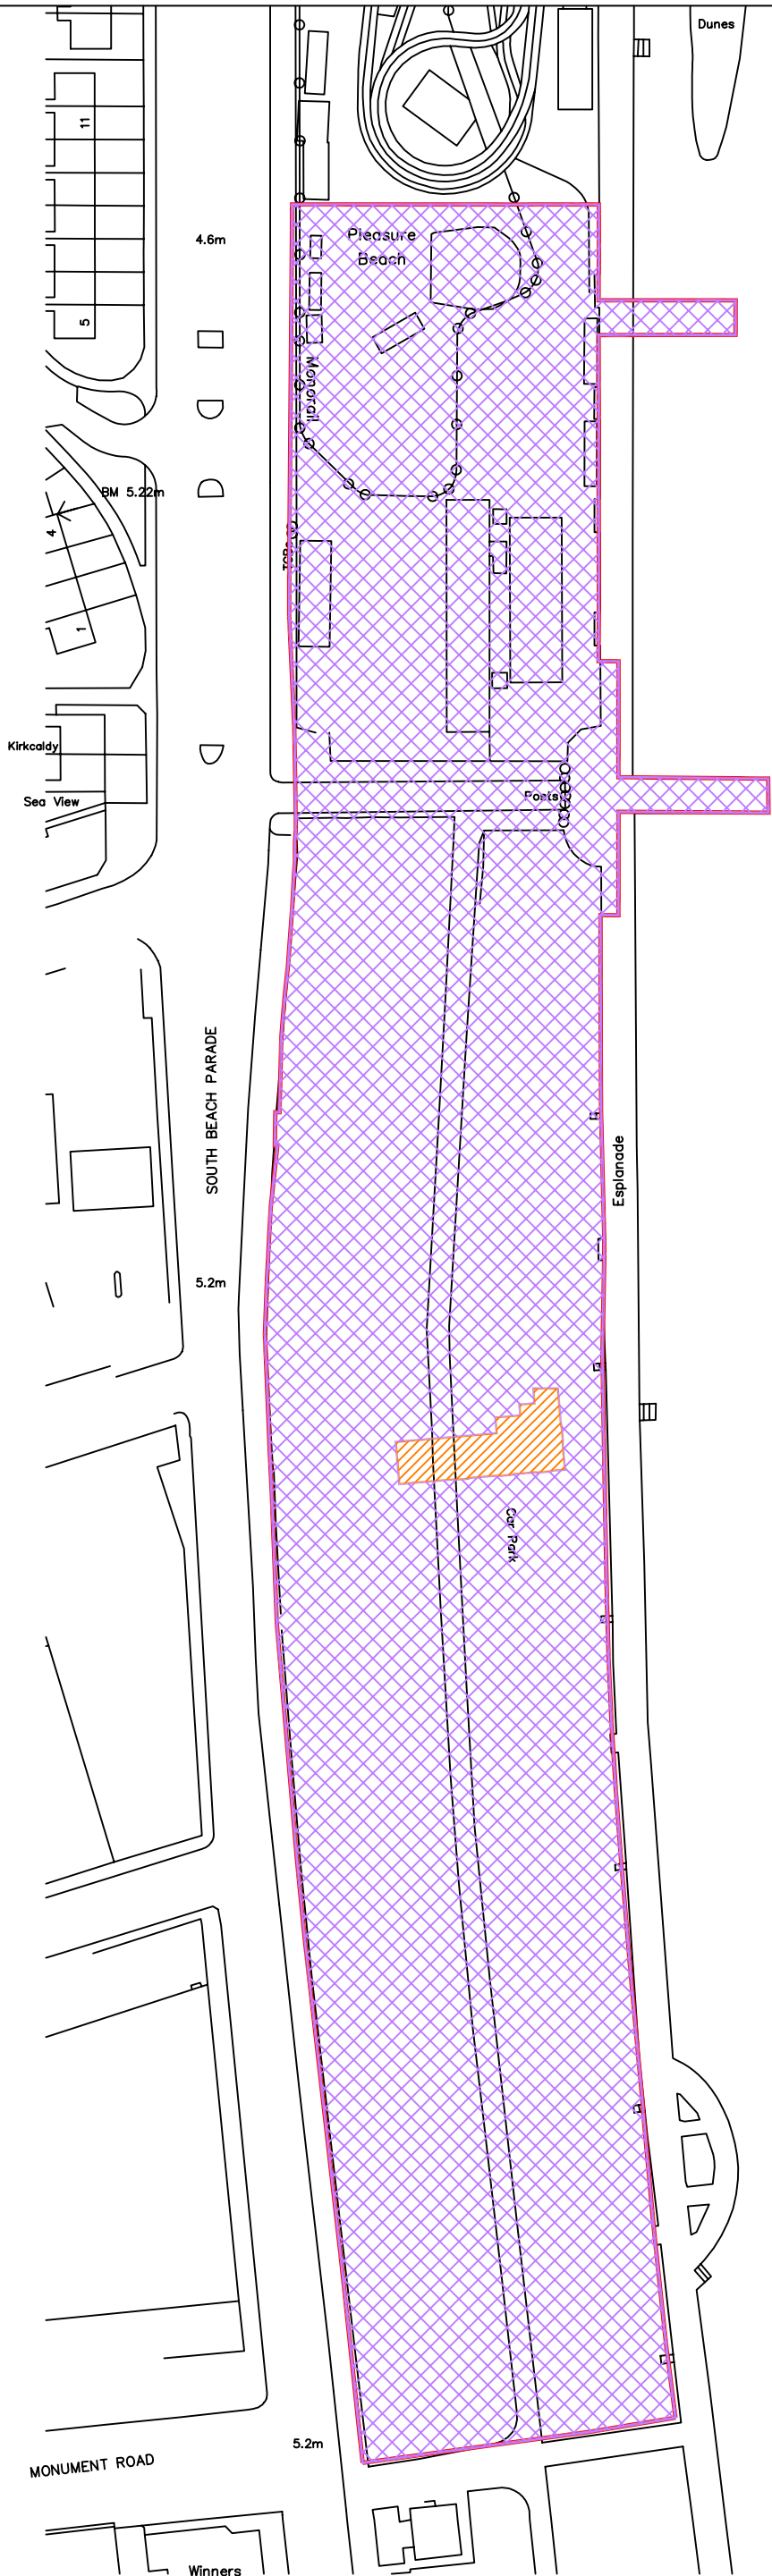 Dunes
11
4.6m
Pleasure
Beach
5
Monorail
BM 5.22m
4
1
Kirkcaldy
Sea View
Posts
SOUTH BEACH PARADE
Esplanade
5.2m
Car Park
5.2m
MONUMENT ROAD
Winners